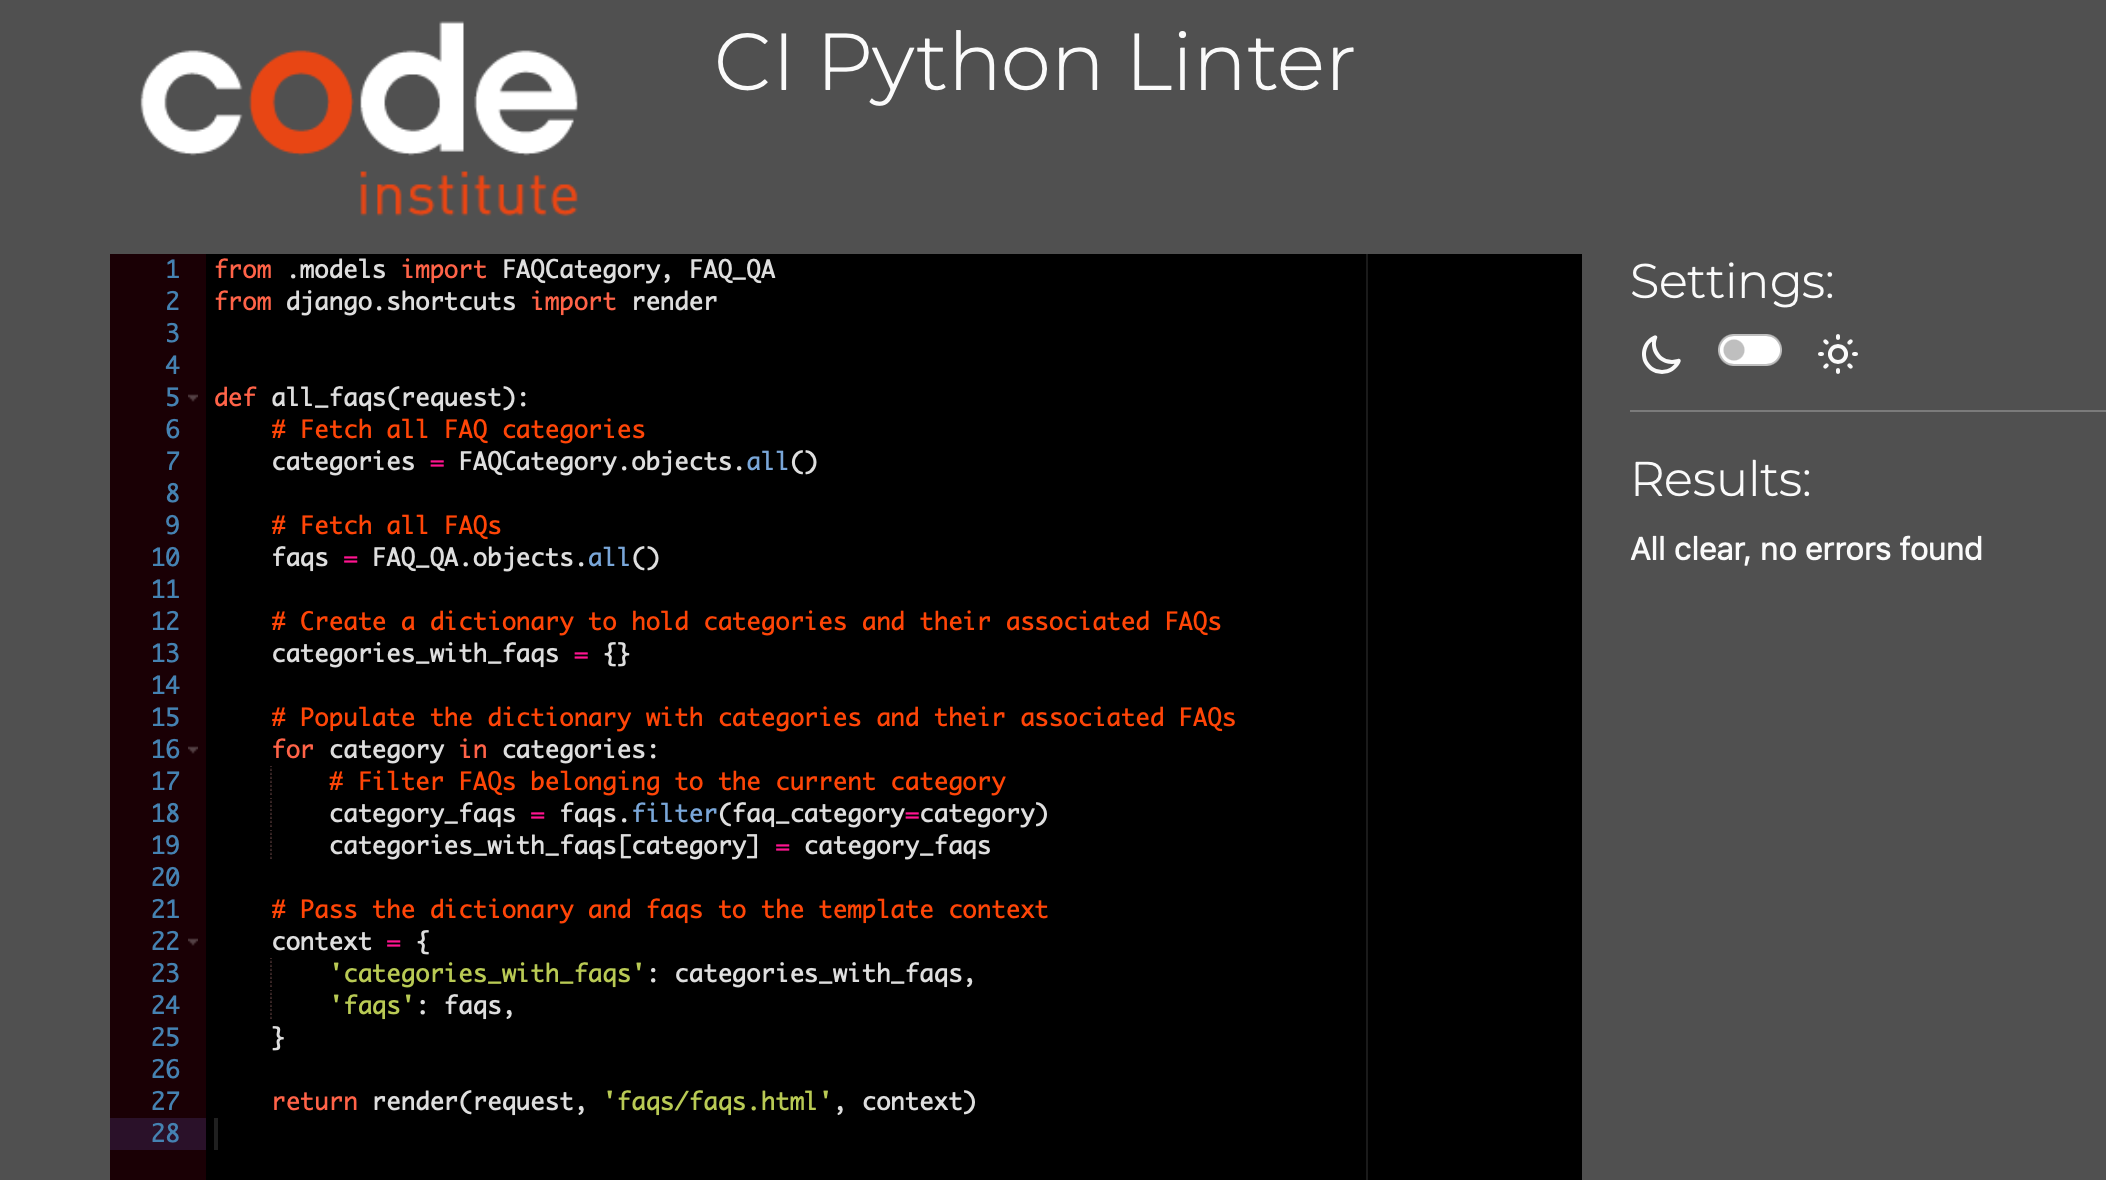 code
institute
CI Python Linter
1 from .models import FAQCategory, FAQ_QA
2 from django.shortcuts import render
3
4
5 def all_faqs(request):
6     # Fetch all FAQ categories
7     categories = FAQCategory.objects.all()
8
9     # Fetch all FAQs
10     faqs = FAQ_QA.objects.all()
11
12     # Create a dictionary to hold categories and their associated FAQs
13     categories_with_faqs = {}
14
15     # Populate the dictionary with categories and their associated FAQs
16     for category in categories:
17         # Filter FAQs belonging to the current category
18         category_faqs = faqs.filter(faq_category=category)
19         categories_with_faqs[category] = category_faqs
20
21     # Pass the dictionary and faqs to the template context
22     context = {
23         'categories_with_faqs': categories_with_faqs,
24         'faqs': faqs,
25     }
26
27     return render(request, 'faqs/faqs.html', context)
28
Settings:
Results:
All clear, no errors found